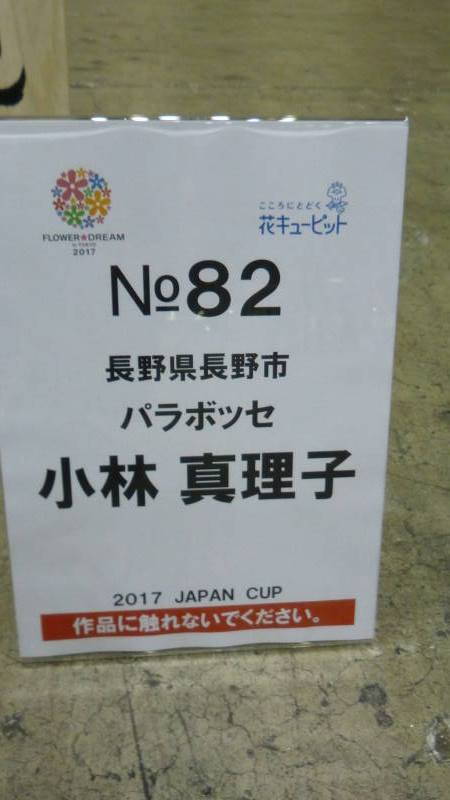 FLOWER★DREAM
in TOKYO
2017
こころにとどく
花キューピット
№82
長野県長野市
パラボッセ
小林 真理子
2017 JAPAN CUP
作品に触れないでください。